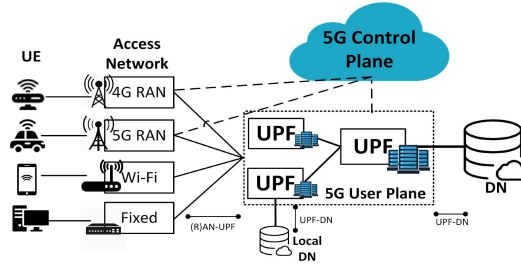 5G Control
Plane
UE
Access
Network
4G RAN
5G RAN
Wi-Fi
Fixed
UPF
UPF
UPF
5G User Plane
DN
(R)AN-UPF
UPF-DN
UPF-DN
Local
DN